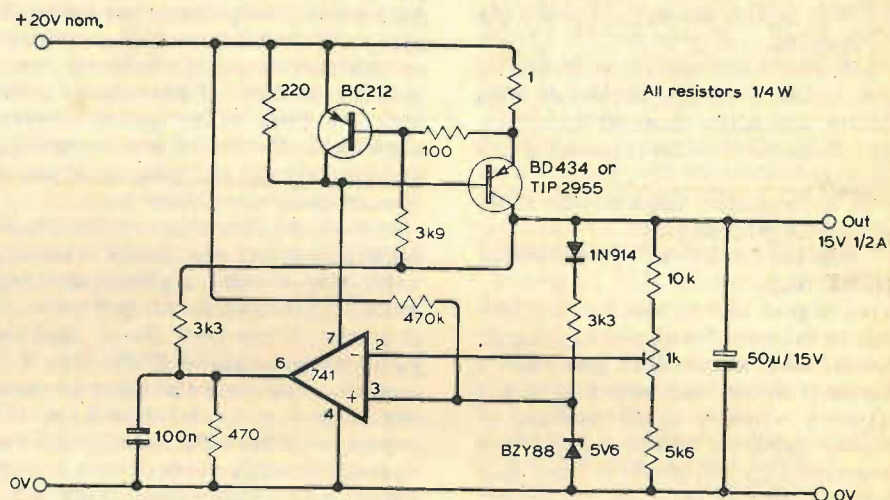 +20V nom.
220
BC212
1
All resistors 1/4 W
100
BD434 or
TIP 2955
3k9
Out
15V 1/2A
1N914
10k
3k3
470k
3k3
7
6
2
-
741
3
+
4
1k
50μ/15V
100n
470
BZY88
5V6
5k6
0V
0V